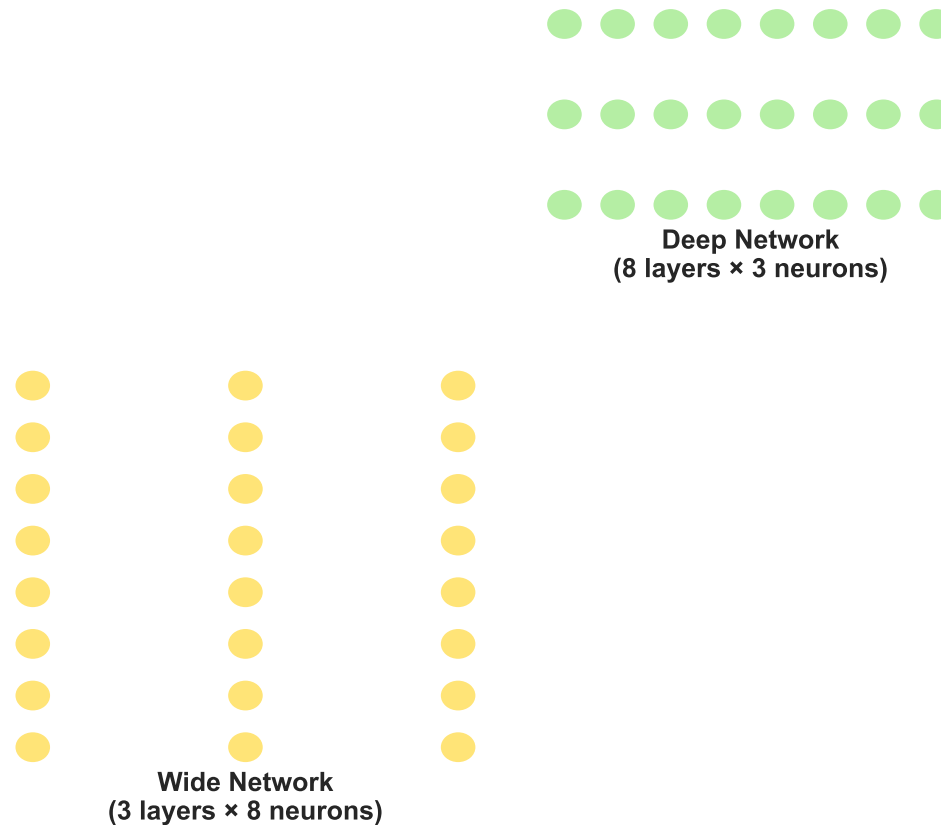 Deep Network
(8 layers × 3 neurons)
Wide Network
(3 layers × 8 neurons)